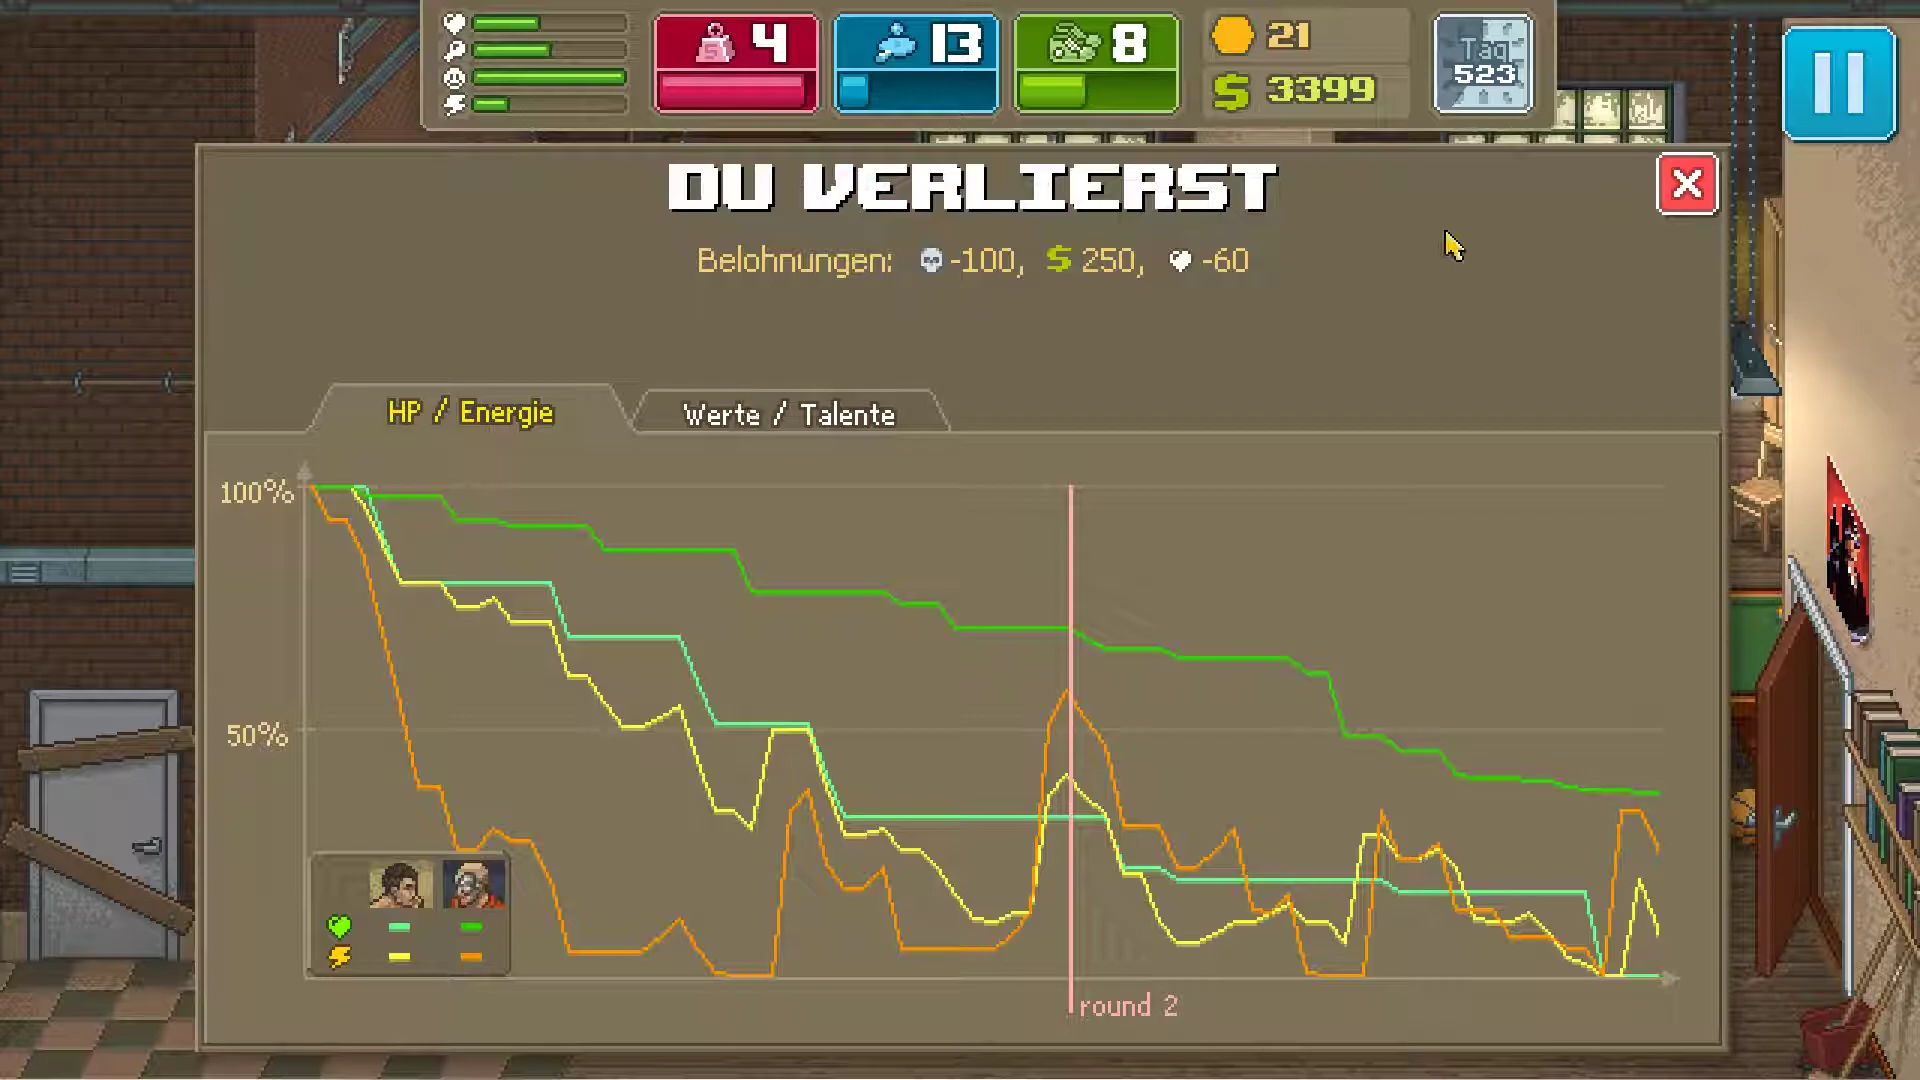 4
13
8
21
$ 3399
Tag
523
DU VERLIERST
Belohnungen: -100, $ 250, -60
HP / Energie
Werte / Talente
100%
50%
round 2